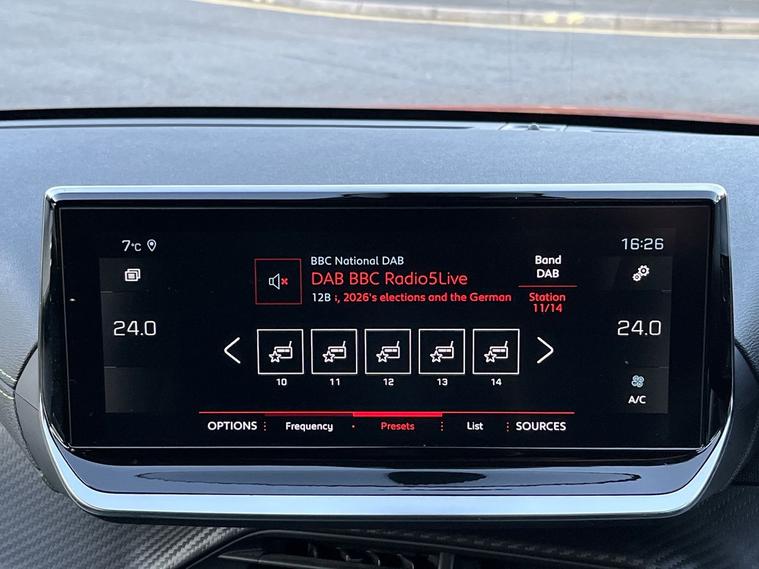 7°C
16:26
BBC National DAB
DAB BBC Radio5Live
12B :, 2026's elections and the German
Band
DAB
Station
11/14
24.0
24.0
10 11 12 13 14
A/C
OPTIONS Frequency Presets List SOURCES